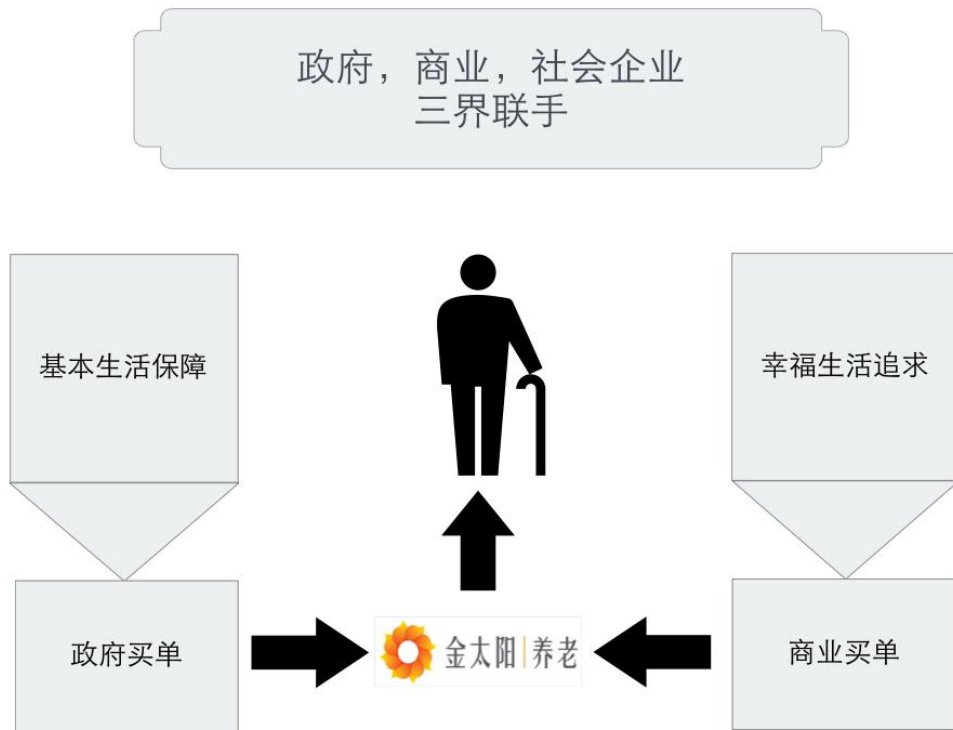 政府，商业，社会企业
三界联手
基本生活保障
幸福生活追求
政府买单
金太阳|养老
商业买单